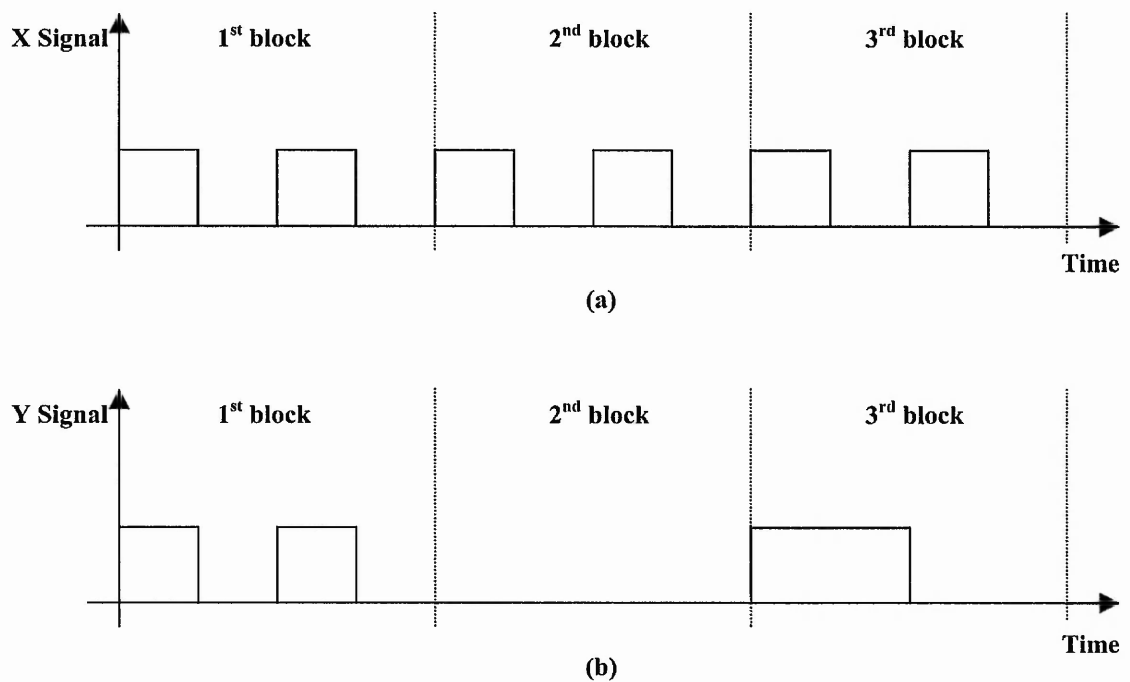 X Signal 1st block 2nd block 3rd block
Time
(a)
Y Signal 1st block 2nd block 3rd block
Time
(b)